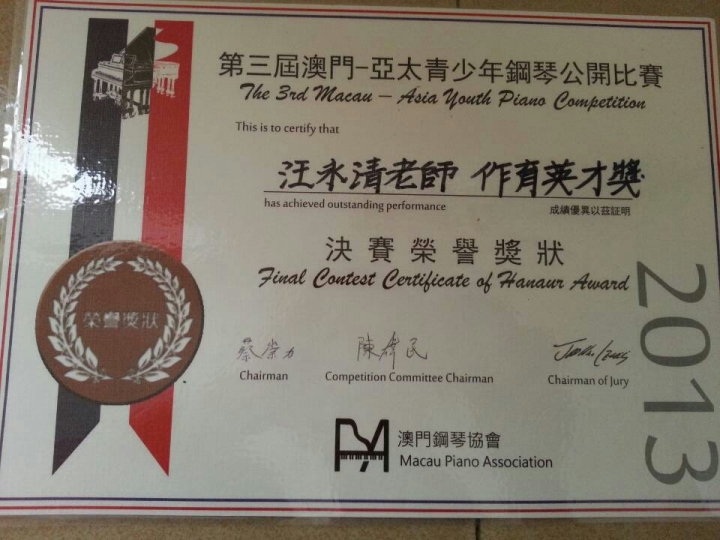 第三屆澳門-亞太青少年鋼琴公開比賽
The 3rd Macau – Asia Youth Piano Competition
This is to certify that
汪永清老師 作育英才獎
has achieved outstanding performance
成績優異以茲証明
決賽榮譽獎狀
Final Contest Certificate of Hanaur Award
榮譽獎狀
2013
Chairman
Competition Committee Chairman
Chairman of Jury
澳門鋼琴協會
Macau Piano Association